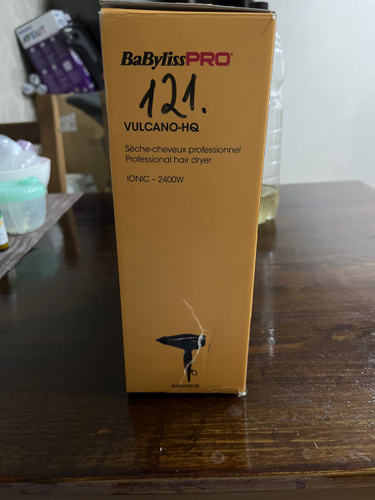 BaBylissPRO®
121.
VULCANO-HQ
Sèche-cheveux professionnel
Professional hair dryer
IONIC – 2400W